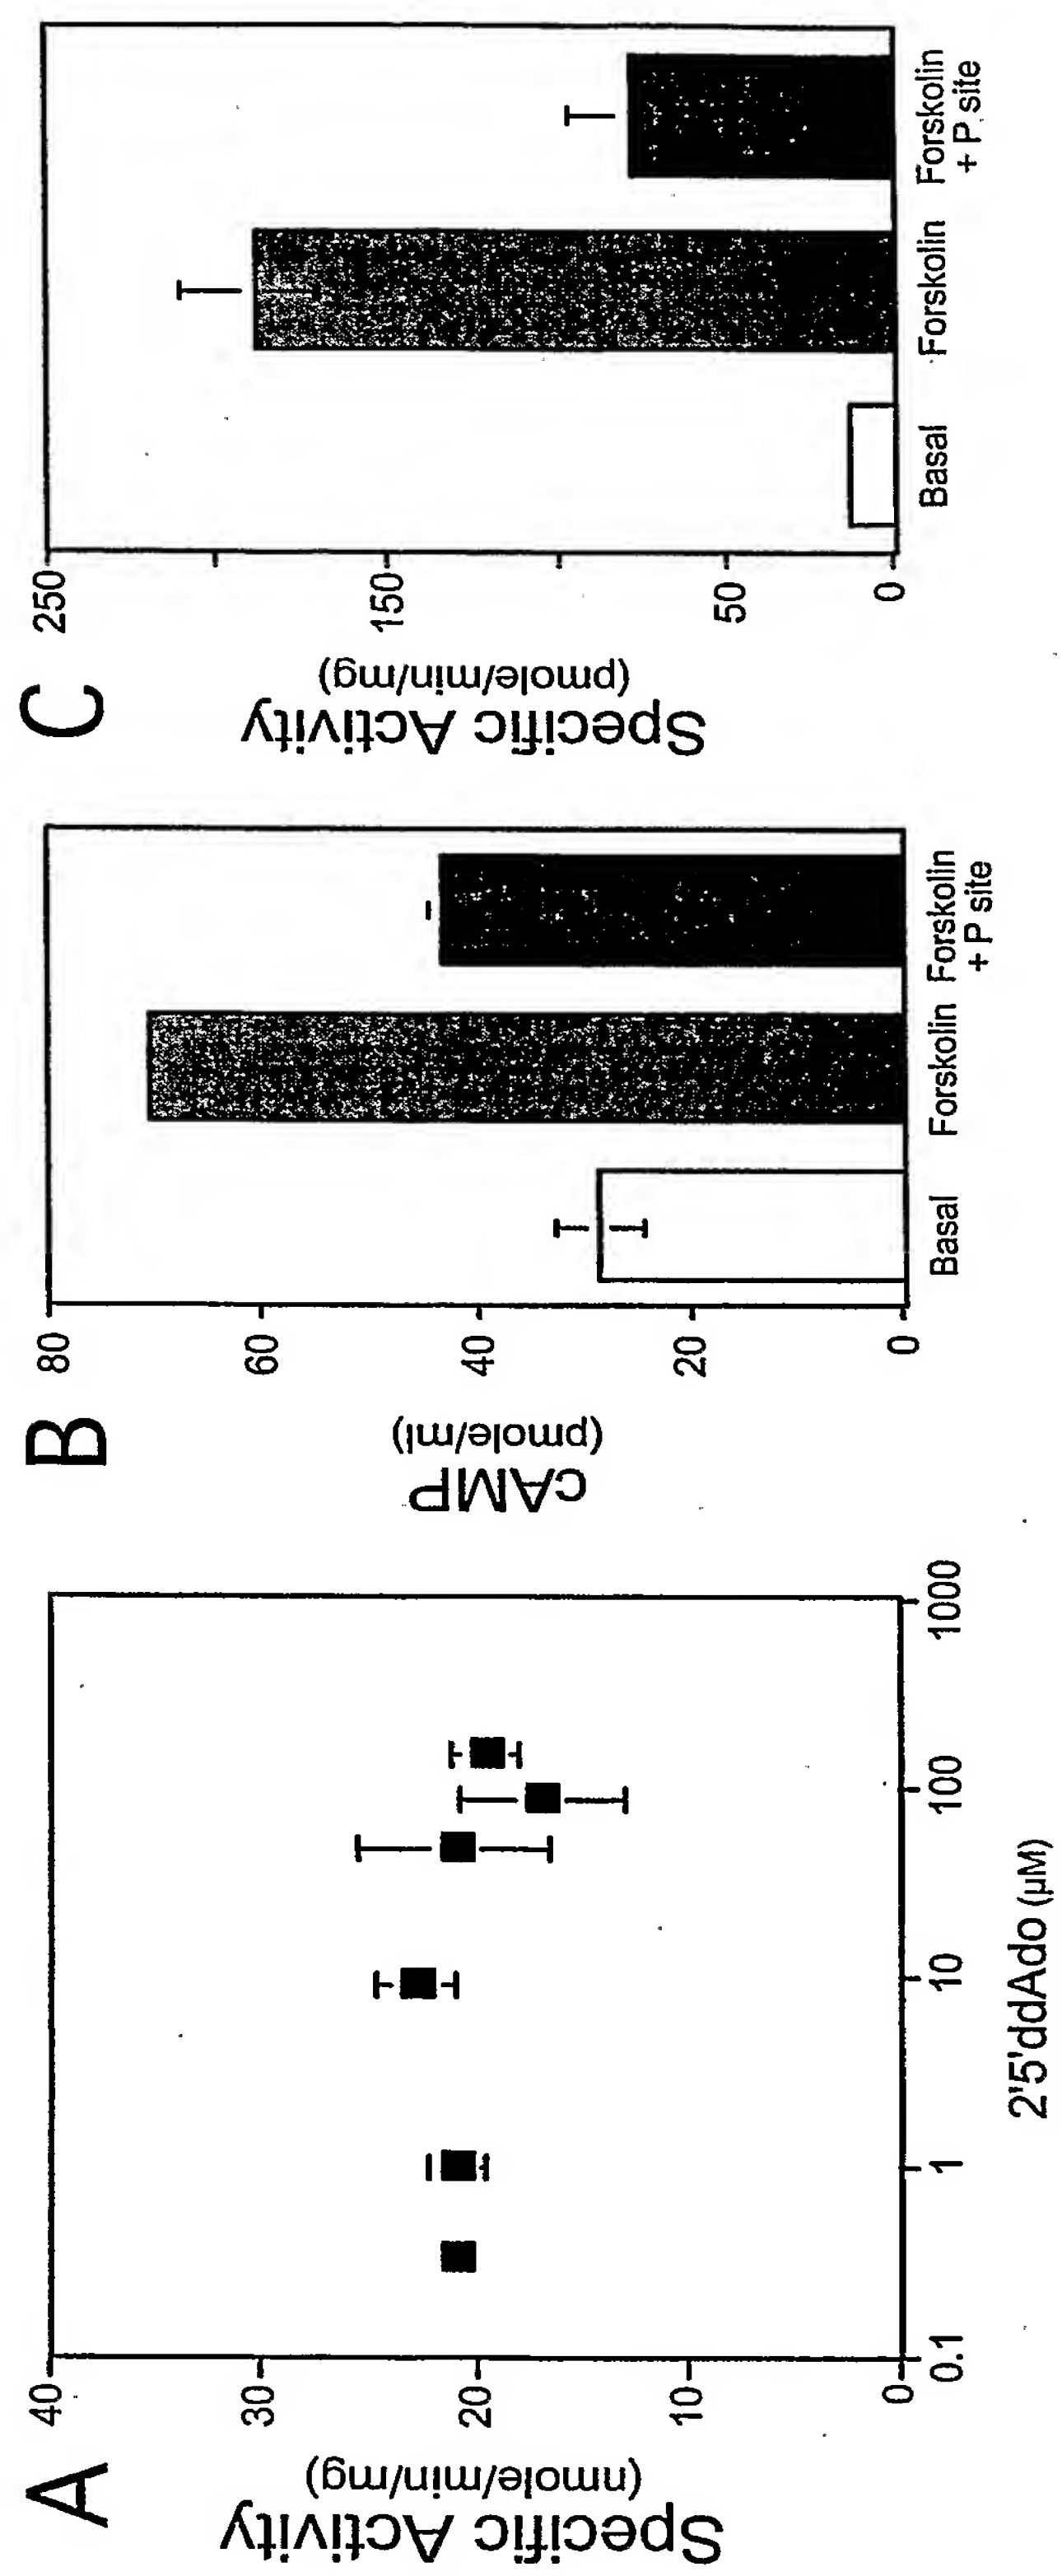 A
Specific Activity
(nmole/min/mg)
40
30
20
10
0
0.1
1
10
100
1000
2'5'ddAdo (µM)
B
cAMP
(pmole/ml)
80
60
40
20
0
Basal
Forskolin
Forskolin
+ P site
C
Specific Activity
(pmole/min/mg)
250
150
50
0
Basal
Forskolin
Forskolin
+ P site